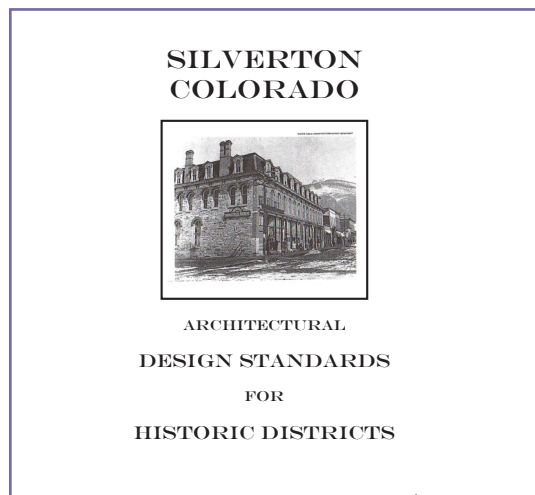 SILVERTON
COLORADO
ARCHITECTURAL
DESIGN STANDARDS
FOR
HISTORIC DISTRICTS